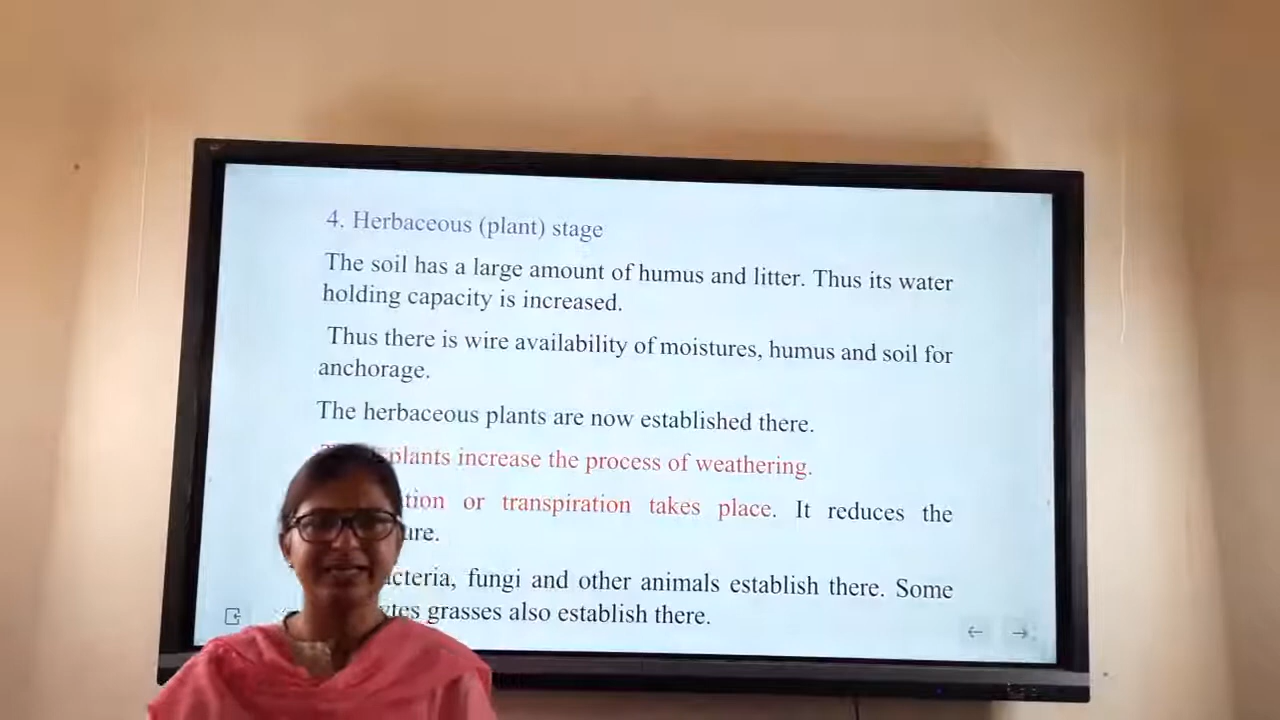 4. Herbaceous (plant) stage
The soil has a large amount of humus and litter. Thus its water
holding capacity is increased.
Thus there is wire availability of moistures, humus and soil for
anchorage.
The herbaceous plants are now established there.
plants increase the process of weathering.
or transpiration takes place. It reduces the
fungi and other animals establish there. Some
grasses also establish there.